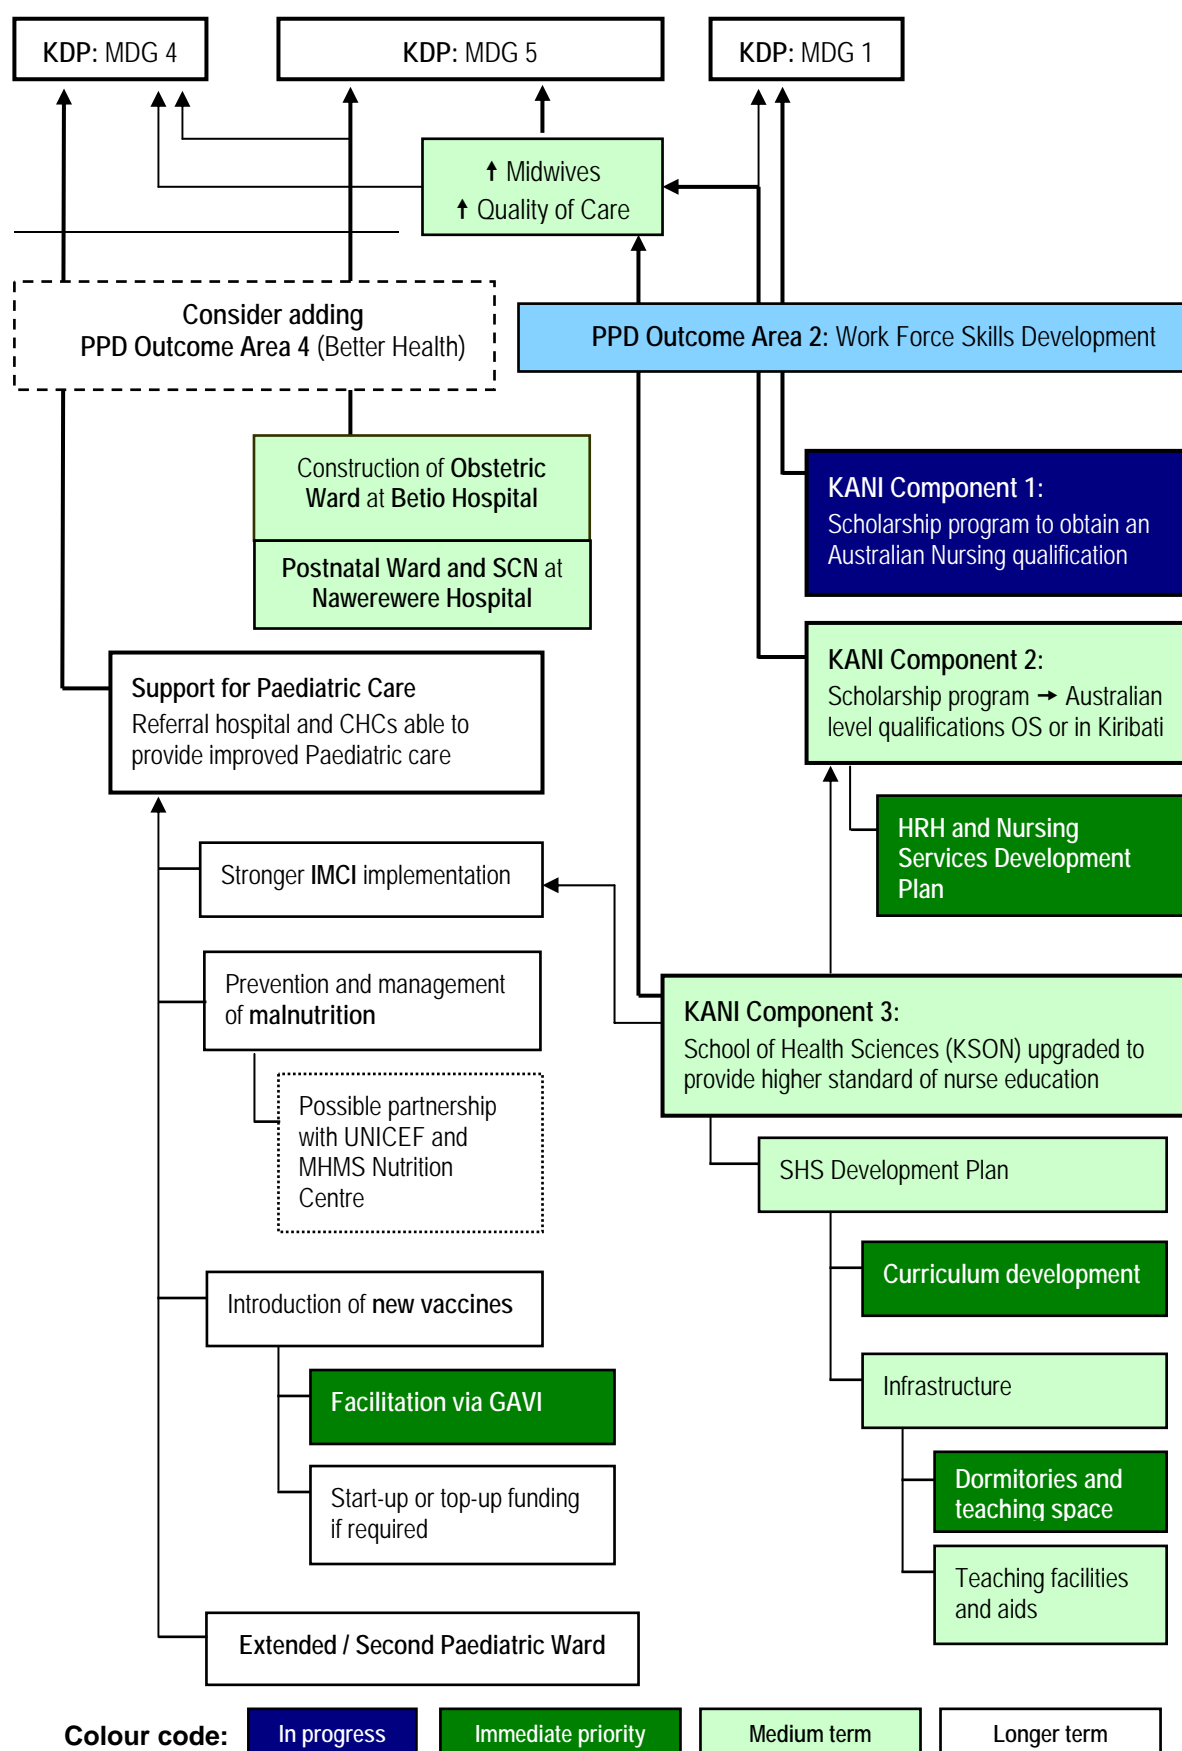 KDP: MDG 4
KDP: MDG 5
KDP: MDG 1
↑ Midwives
↑ Quality of Care
Consider adding
PPD Outcome Area 4 (Better Health)
PPD Outcome Area 2: Work Force Skills Development
Construction of Obstetric
Ward at Betio Hospital
Postnatal Ward and SCN at
Nawerewere Hospital
KANI Component 1:
Scholarship program to obtain an
Australian Nursing qualification
KANI Component 2:
Scholarship program → Australian
level qualifications OS or in Kiribati
HRH and Nursing
Services Development
Plan
Support for Paediatric Care
Referral hospital and CHCs able to
provide improved Paediatric care
Stronger IMCI implementation
Prevention and management
of malnutrition
Possible partnership
with UNICEF and
MHMS Nutrition
Centre
KANI Component 3:
School of Health Sciences (KSON) upgraded to
provide higher standard of nurse education
SHS Development Plan
Curriculum development
Infrastructure
Dormitories and
teaching space
Teaching facilities
and aids
Introduction of new vaccines
Facilitation via GAVI
Start-up or top-up funding
if required
Extended / Second Paediatric Ward
Colour code:
In progress
Immediate priority
Medium term
Longer term